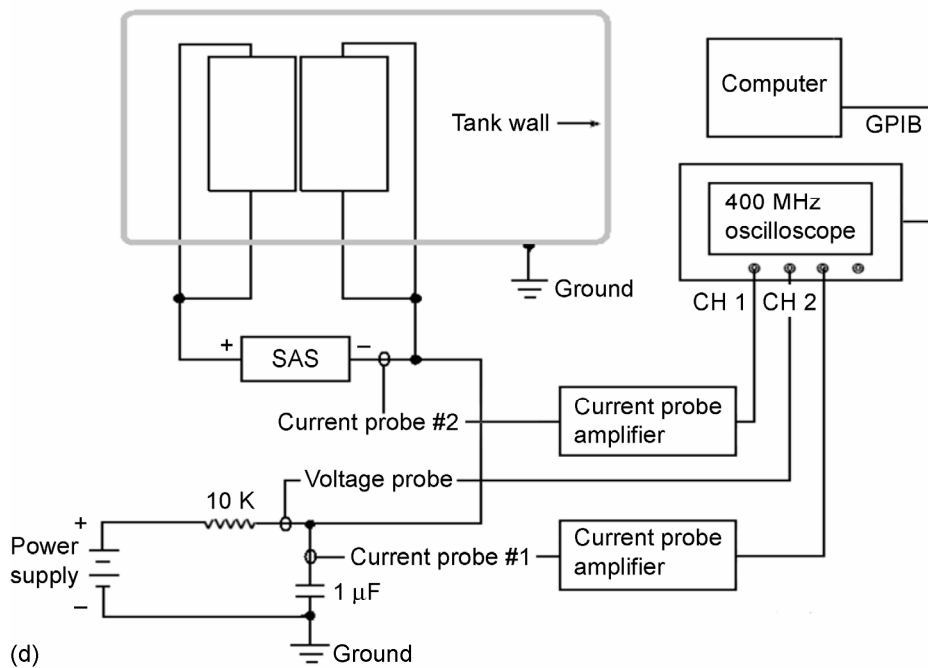 Computer
GPIB
Tank wall
400 MHz
oscilloscope
Ground
CH 1
CH 2
+
SAS
–
Current probe #2
Current probe
amplifier
Voltage probe
10 K
+
Power
supply
–
Current probe #1
Current probe
amplifier
1 μF
Ground
(d)